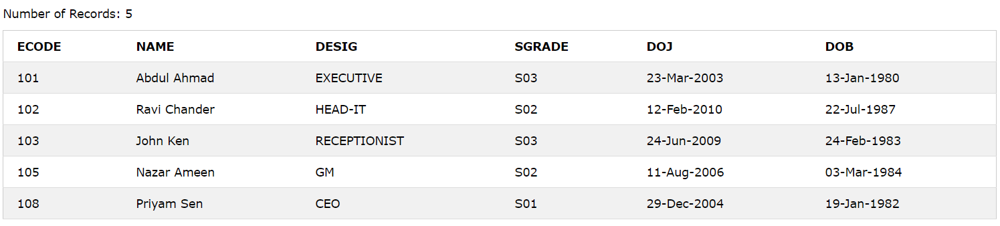 Number of Records: 5
ECODE NAME DESIG SGRADE DOJ DOB
101 Abdul Ahmad EXECUTIVE S03 23-Mar-2003 13-Jan-1980
102 Ravi Chander HEAD-IT S02 12-Feb-2010 22-Jul-1987
103 John Ken RECEPTIONIST S03 24-Jun-2009 24-Feb-1983
105 Nazar Ameen GM S02 11-Aug-2006 03-Mar-1984
108 Priyam Sen CEO S01 29-Dec-2004 19-Jan-1982